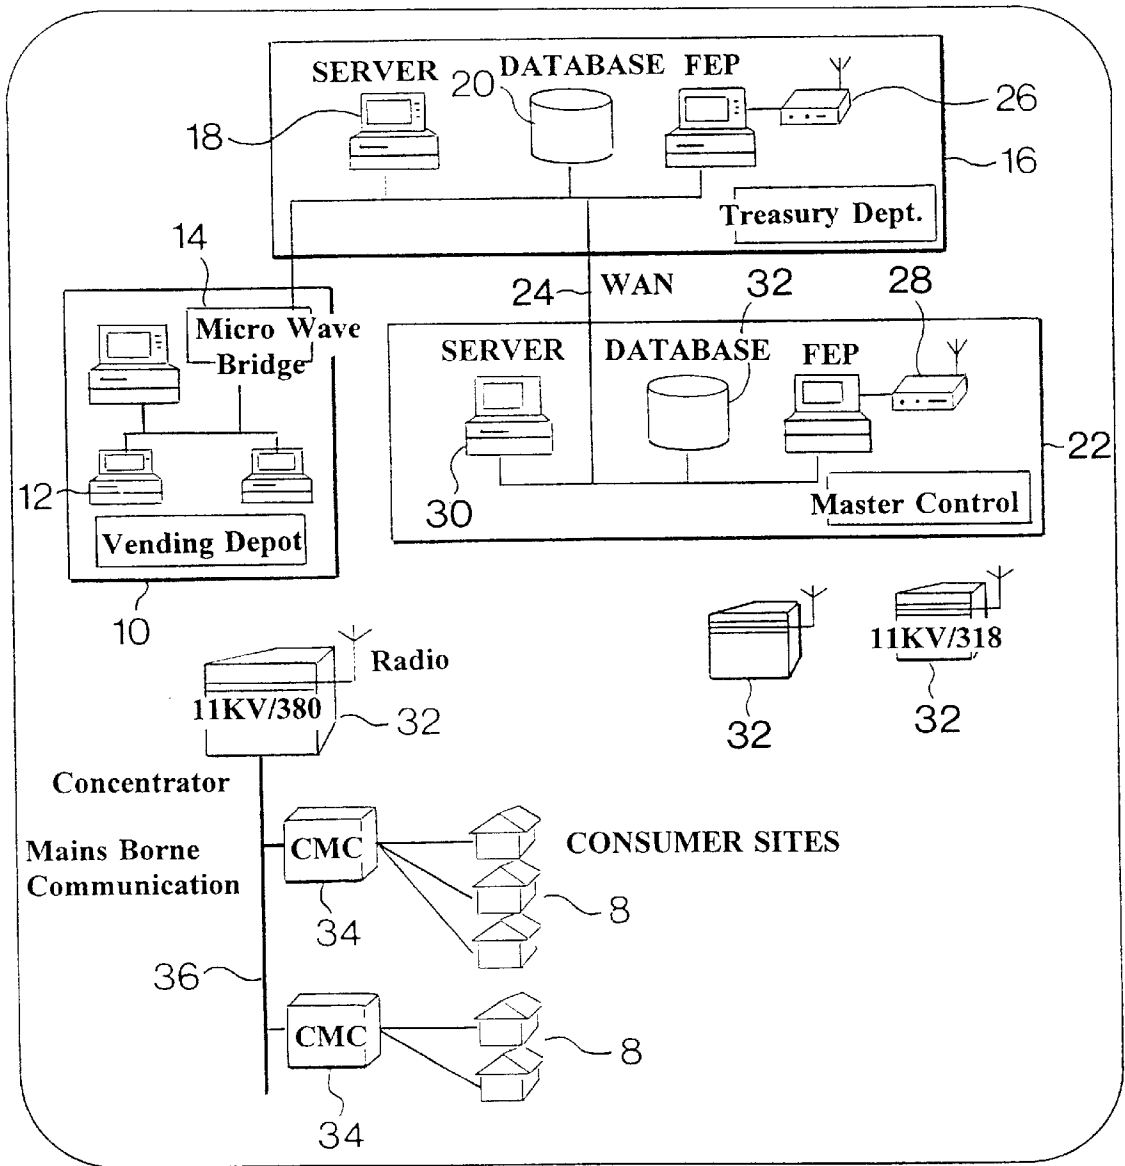 SERVER
DATABASE
FEP
20
26
18
16
Treasury Dept.
14
24
WAN
32
28
Micro Wave
Bridge
SERVER
DATABASE
FEP
12
30
22
Vending Depot
Master Control
10
Radio
11KV/380
32
11KV/318
32
32
Concentrator
Mains Borne
Communication
CMC
CONSUMER SITES
34
8
36
CMC
8
34